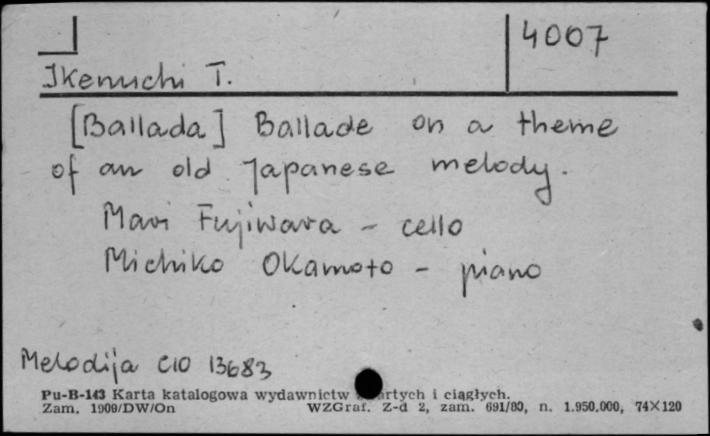 4007
Ikenuchi T.
[Ballada] Ballade on a theme
of an old Japanese melody.
Mari Fujiwara - cello
Michiko Okamoto - piano
Melodija C10 13683
Pu-B-143 Karta katalogowa wydawnictw i ciągłych.
Zam. 1909/DW/On WZGraf. Z-d 2, zam. 691/80, n. 1.950.000, 74X120